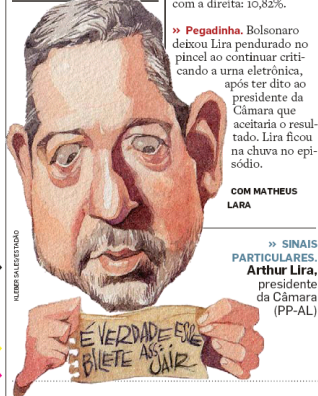 com a direita: 10,82%.
» Pegadinha. Bolsonaro
deixou Lira pendurado no
pincel ao continuar criti-
cando a urna eletrônica,
após ter dito ao
presidente da
Câmara que
aceitaria o resul-
tado. Lira ficou
na chuva no epi-
sódio.
COM MATHEUS
LARA
KLEBER SALES/ESTADÃO
» SINAIS
PARTICULARES.
Arthur Lira,
presidente
da Câmara
(PP-AL)
É VERDADE ESSE
BILETE ASS:
JAIR